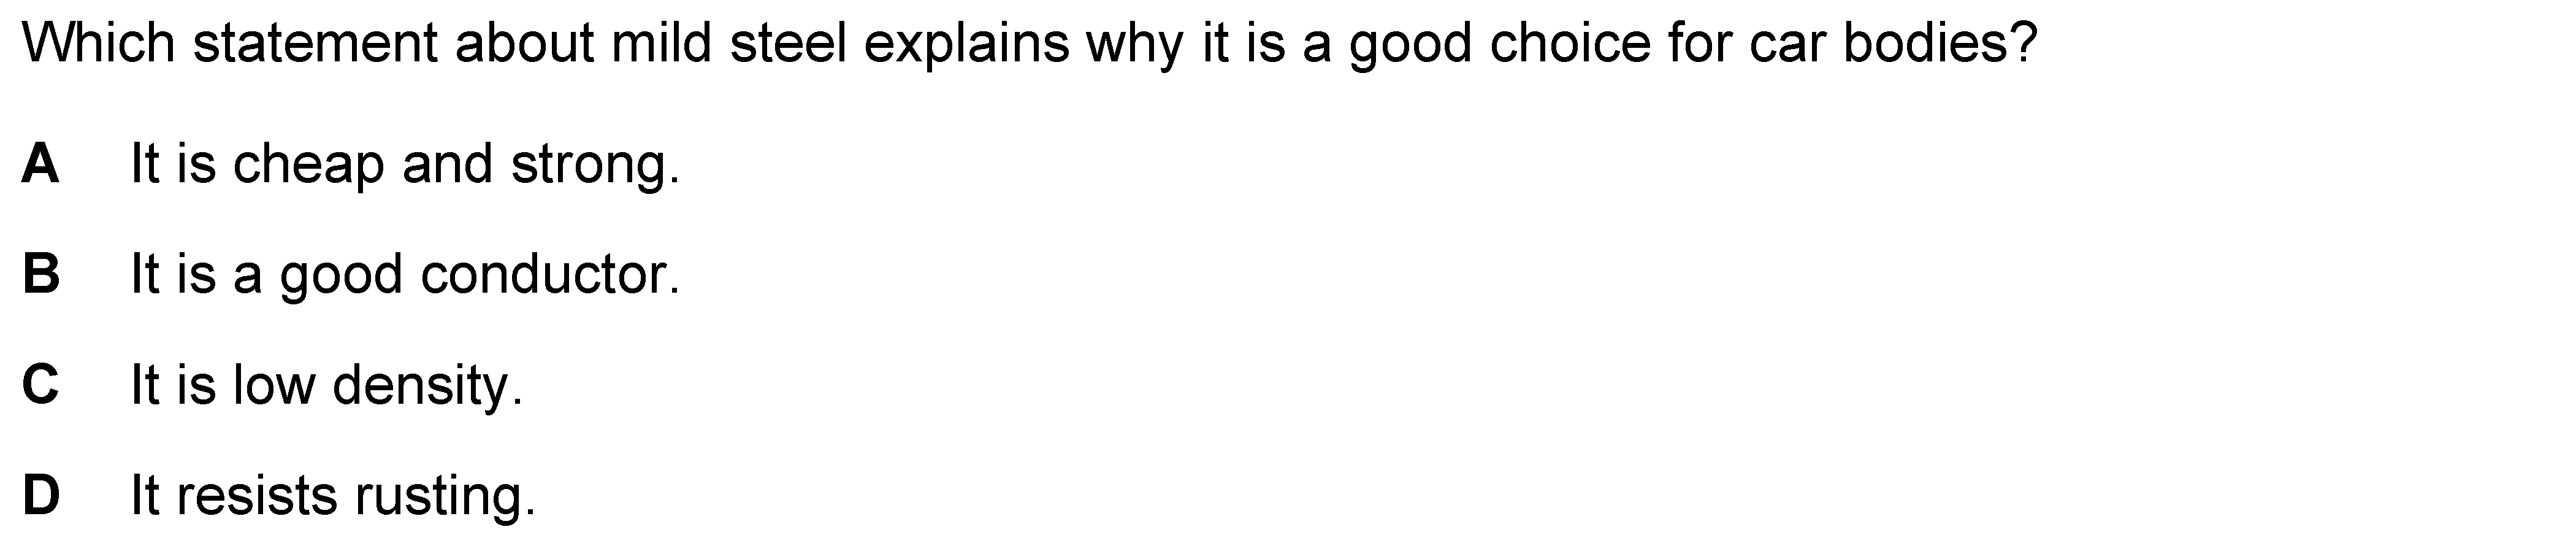 Which statement about mild steel explains why it is a good choice for car bodies?
A It is cheap and strong.
B It is a good conductor.
C It is low density.
D It resists rusting.